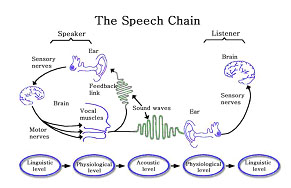 The Speech Chain
Speaker
Listener
Ear
Sensory
nerves
Feedback
link
Brain
Vocal
muscles
Motor
nerves
Sound waves
Ear
Brain
Sensory
nerves
Linguistic
level
Physiological
level
Acoustic
level
Physiological
level
Linguistic
level